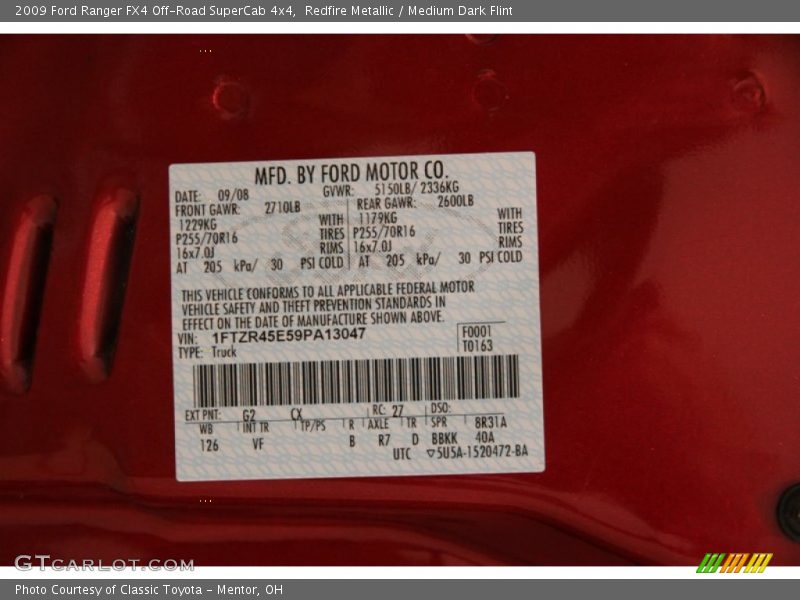 2009 Ford Ranger FX4 Off-Road SuperCab 4x4, Redfire Metallic / Medium Dark Flint
MFD. BY FORD MOTOR CO.
DATE: 09/08 GVWR: 5150LB/ 2336KG
FRONT GAWR: 2710LB REAR GAWR: 2600LB
1229KG WITH 1179KG WITH
P255/70R16 TIRES P255/70R16 TIRES
16x7.0J RIMS 16x7.0J RIMS
AT 205 kPa/ 30 PSI COLD AT 205 kPa/ 30 PSI COLD
THIS VEHICLE CONFORMS TO ALL APPLICABLE FEDERAL MOTOR
VEHICLE SAFETY AND THEFT PREVENTION STANDARDS IN
EFFECT ON THE DATE OF MANUFACTURE SHOWN ABOVE.
VIN: 1FTZR45E59PA13047 F0001
TYPE: Truck T0163
EXT PNT: G2 CX RC: 27 DSO:
WB INT TR TP/PS R AXLE TR SPR 8R31A
126 VF B R7 D BBKK 40A
UTC ▽5U5A-1520472-BA
GTCARLOT.COM
Photo Courtesy of Classic Toyota - Mentor, OH